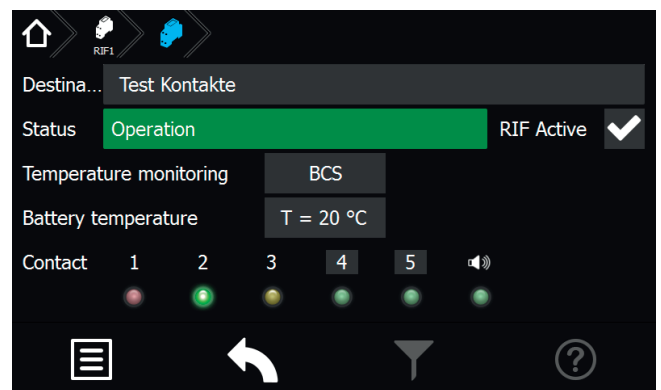 RIF1
Destina... Test Kontakte
Status Operation RIF Active
Temperature monitoring BCS
Battery temperature T = 20 °C
Contact 1 2 3 4 5
?